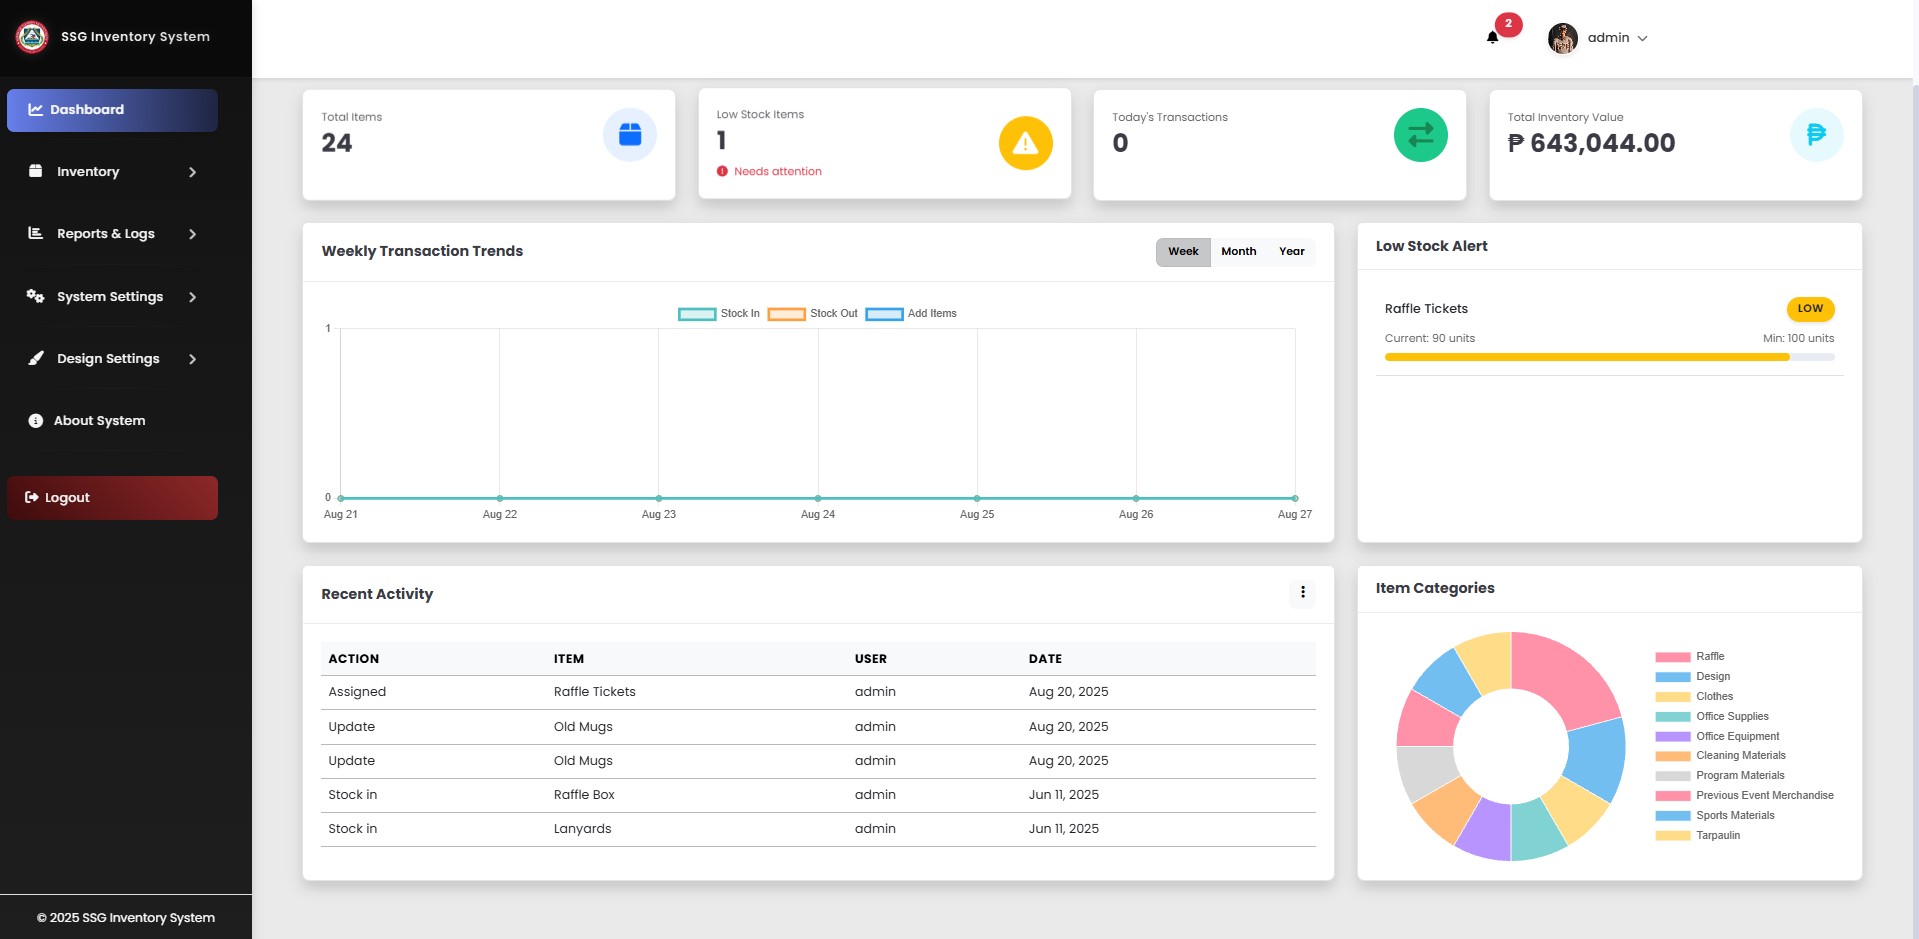 SSG Inventory System
2
admin
Dashboard
Inventory
Reports & Logs
System Settings
Design Settings
About System
Logout
© 2025 SSG Inventory System
Total Items
24
Low Stock Items
1
Needs attention
Today's Transactions
0
Total Inventory Value
₱ 643,044.00
Weekly Transaction Trends
Week Month Year
Stock In Stock Out Add Items
1
0
Aug 21 Aug 22 Aug 23 Aug 24 Aug 25 Aug 26 Aug 27
Low Stock Alert
Raffle Tickets LOW
Current: 90 units Min: 100 units
Recent Activity
ACTION ITEM USER DATE
Assigned Raffle Tickets admin Aug 20, 2025
Update Old Mugs admin Aug 20, 2025
Update Old Mugs admin Aug 20, 2025
Stock in Raffle Box admin Jun 11, 2025
Stock in Lanyards admin Jun 11, 2025
Item Categories
Raffle
Design
Clothes
Office Supplies
Office Equipment
Cleaning Materials
Program Materials
Previous Event Merchandise
Sports Materials
Tarpaulin